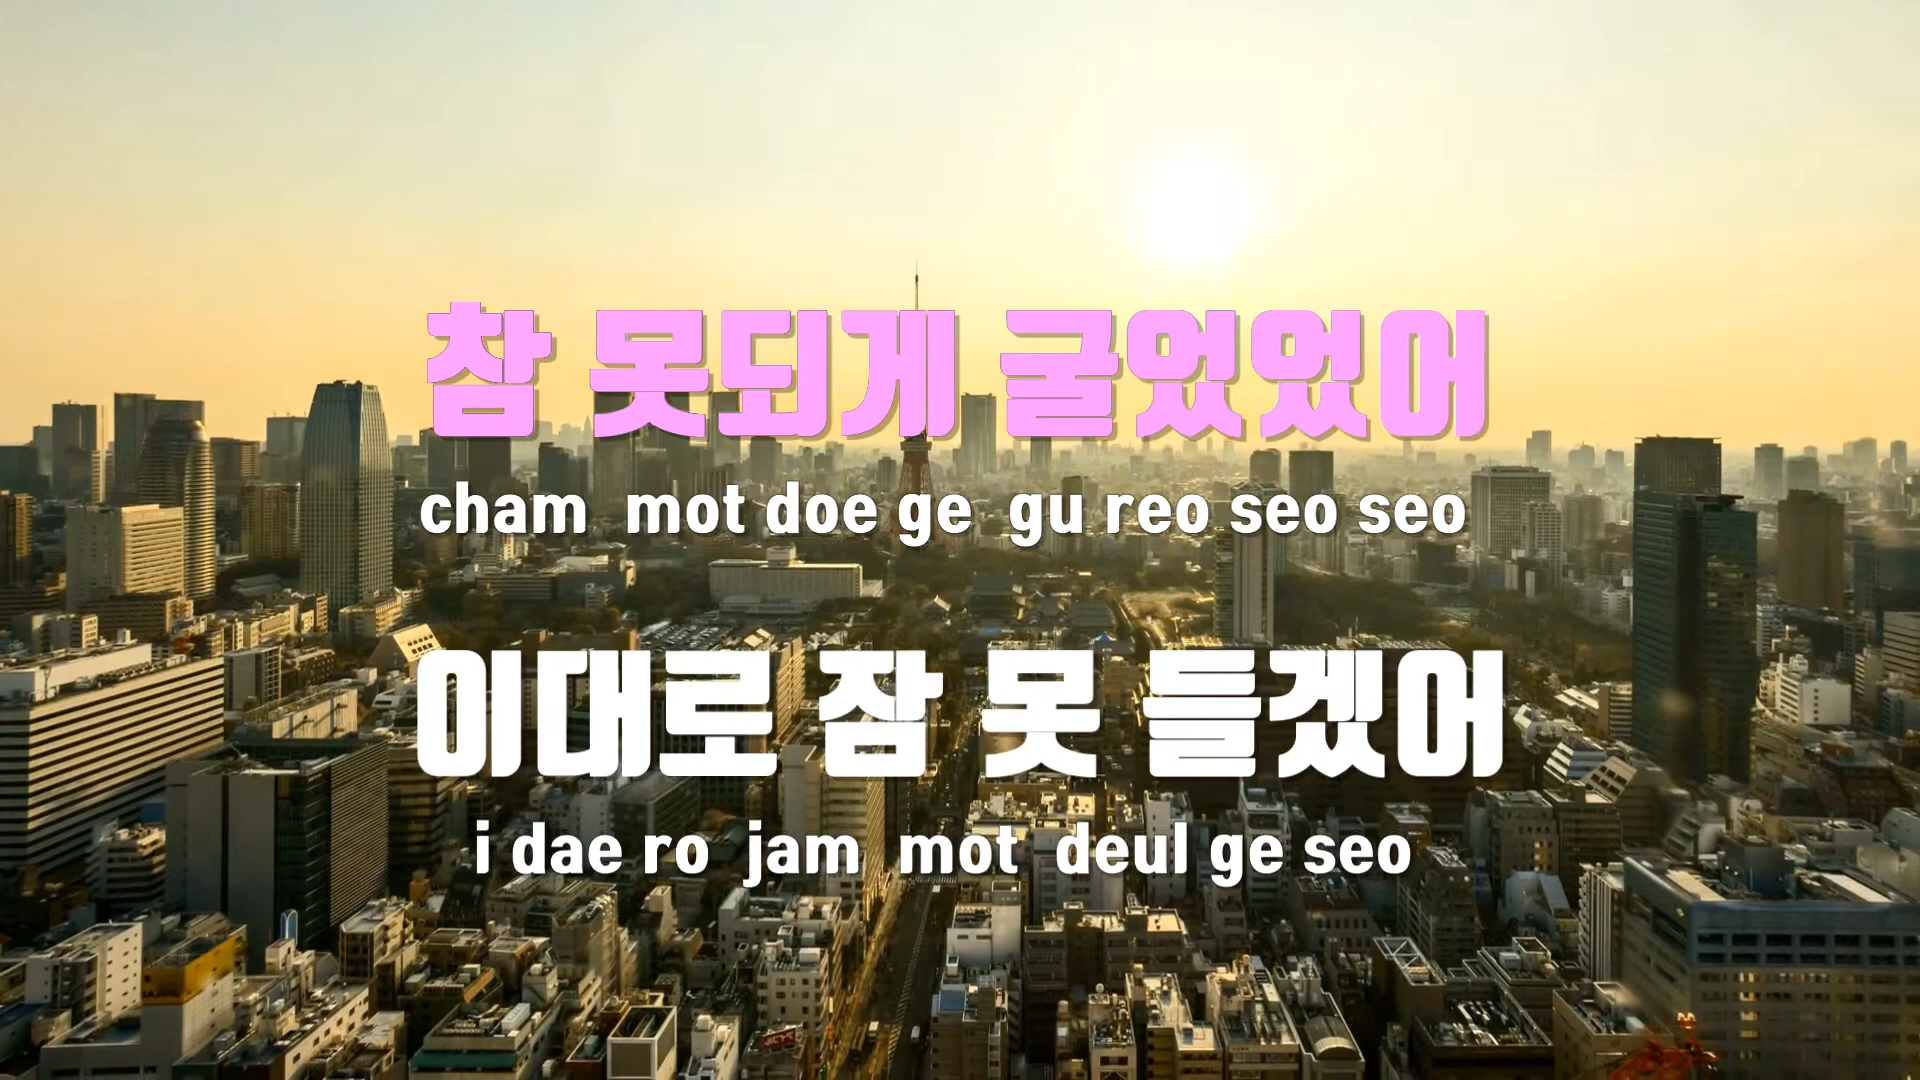 참 못되게 굴었었어
cham mot doe ge gu reo seo seo
이대로 잠 못 들겠어
i dae ro jam mot deul ge seo